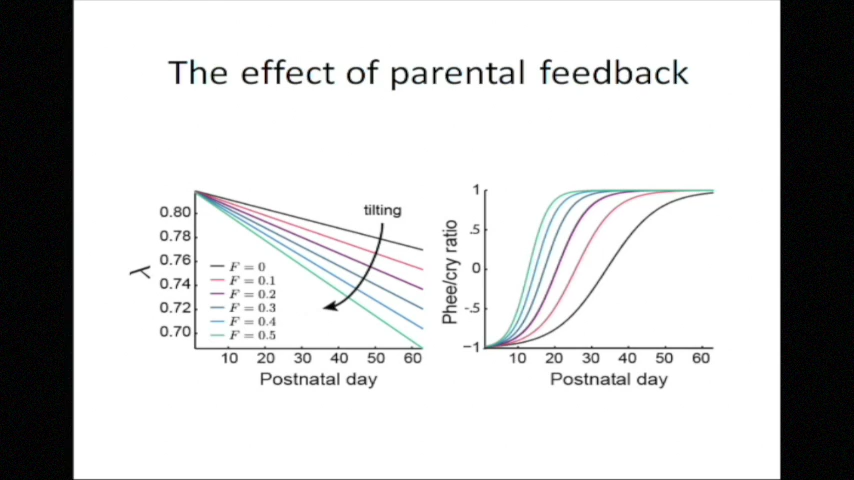 The effect of parental feedback
λ
0.80
0.78
0.76
0.74
0.72
0.70
tilting
F = 0
F = 0.1
F = 0.2
F = 0.3
F = 0.4
F = 0.5
10 20 30 40 50 60
Postnatal day
Phee/cry ratio
1
.5
0
-.5
−1
10 20 30 40 50 60
Postnatal day